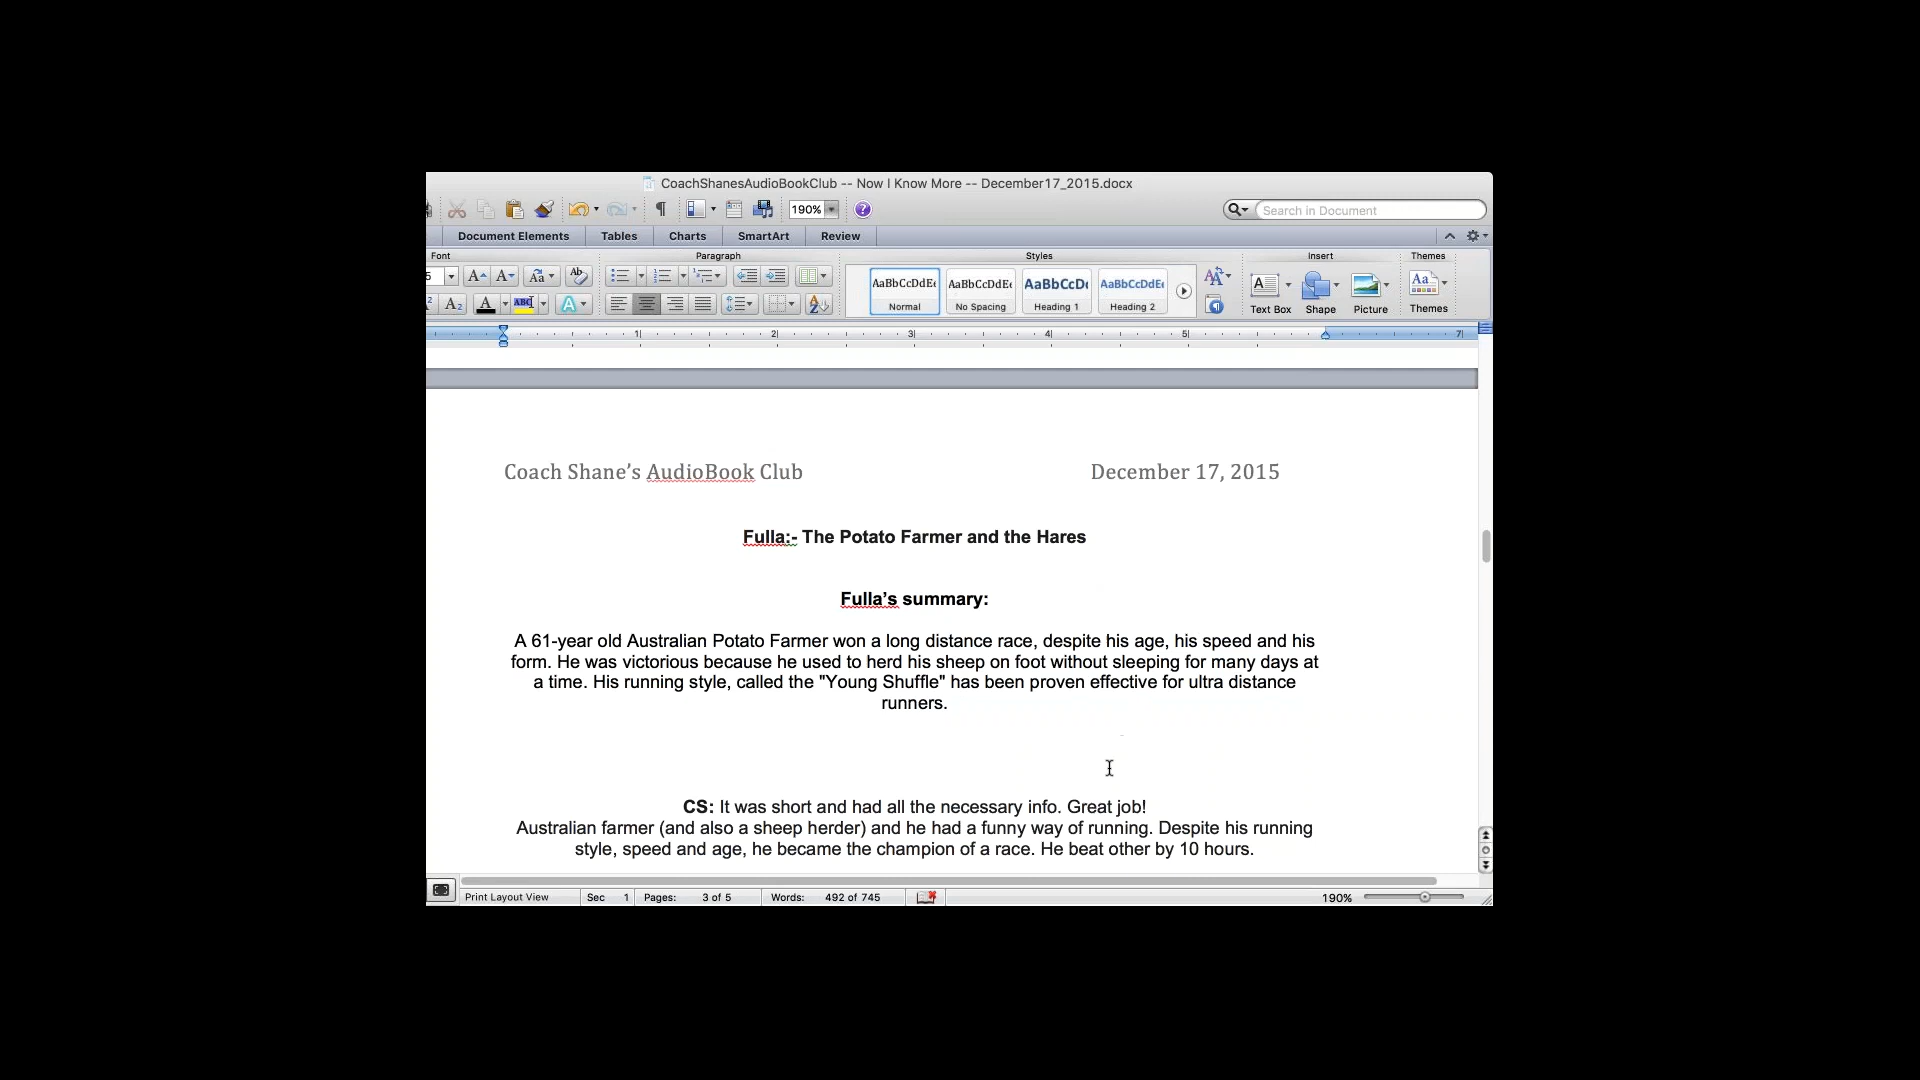 CoachShanesAudioBookClub -- Now I Know More -- December17_2015.docx
190%
Search in Document
Document Elements Tables Charts SmartArt Review
Font Paragraph Styles Insert Themes
AaBbCcDdEe AaBbCcDdEe AaBbCcDc AaBbCcDdEe
Normal No Spacing Heading 1 Heading 2 Text Box Shape Picture Themes
1 2 3 4 5 7
Coach Shane’s AudioBook Club December 17, 2015
Fulla:- The Potato Farmer and the Hares
Fulla’s summary:
A 61-year old Australian Potato Farmer won a long distance race, despite his age, his speed and his
form. He was victorious because he used to herd his sheep on foot without sleeping for many days at
a time. His running style, called the "Young Shuffle" has been proven effective for ultra distance
runners.
CS: It was short and had all the necessary info. Great job!
Australian farmer (and also a sheep herder) and he had a funny way of running. Despite his running
style, speed and age, he became the champion of a race. He beat other by 10 hours.
Print Layout View Sec 1 Pages: 3 of 5 Words: 492 of 745 190%